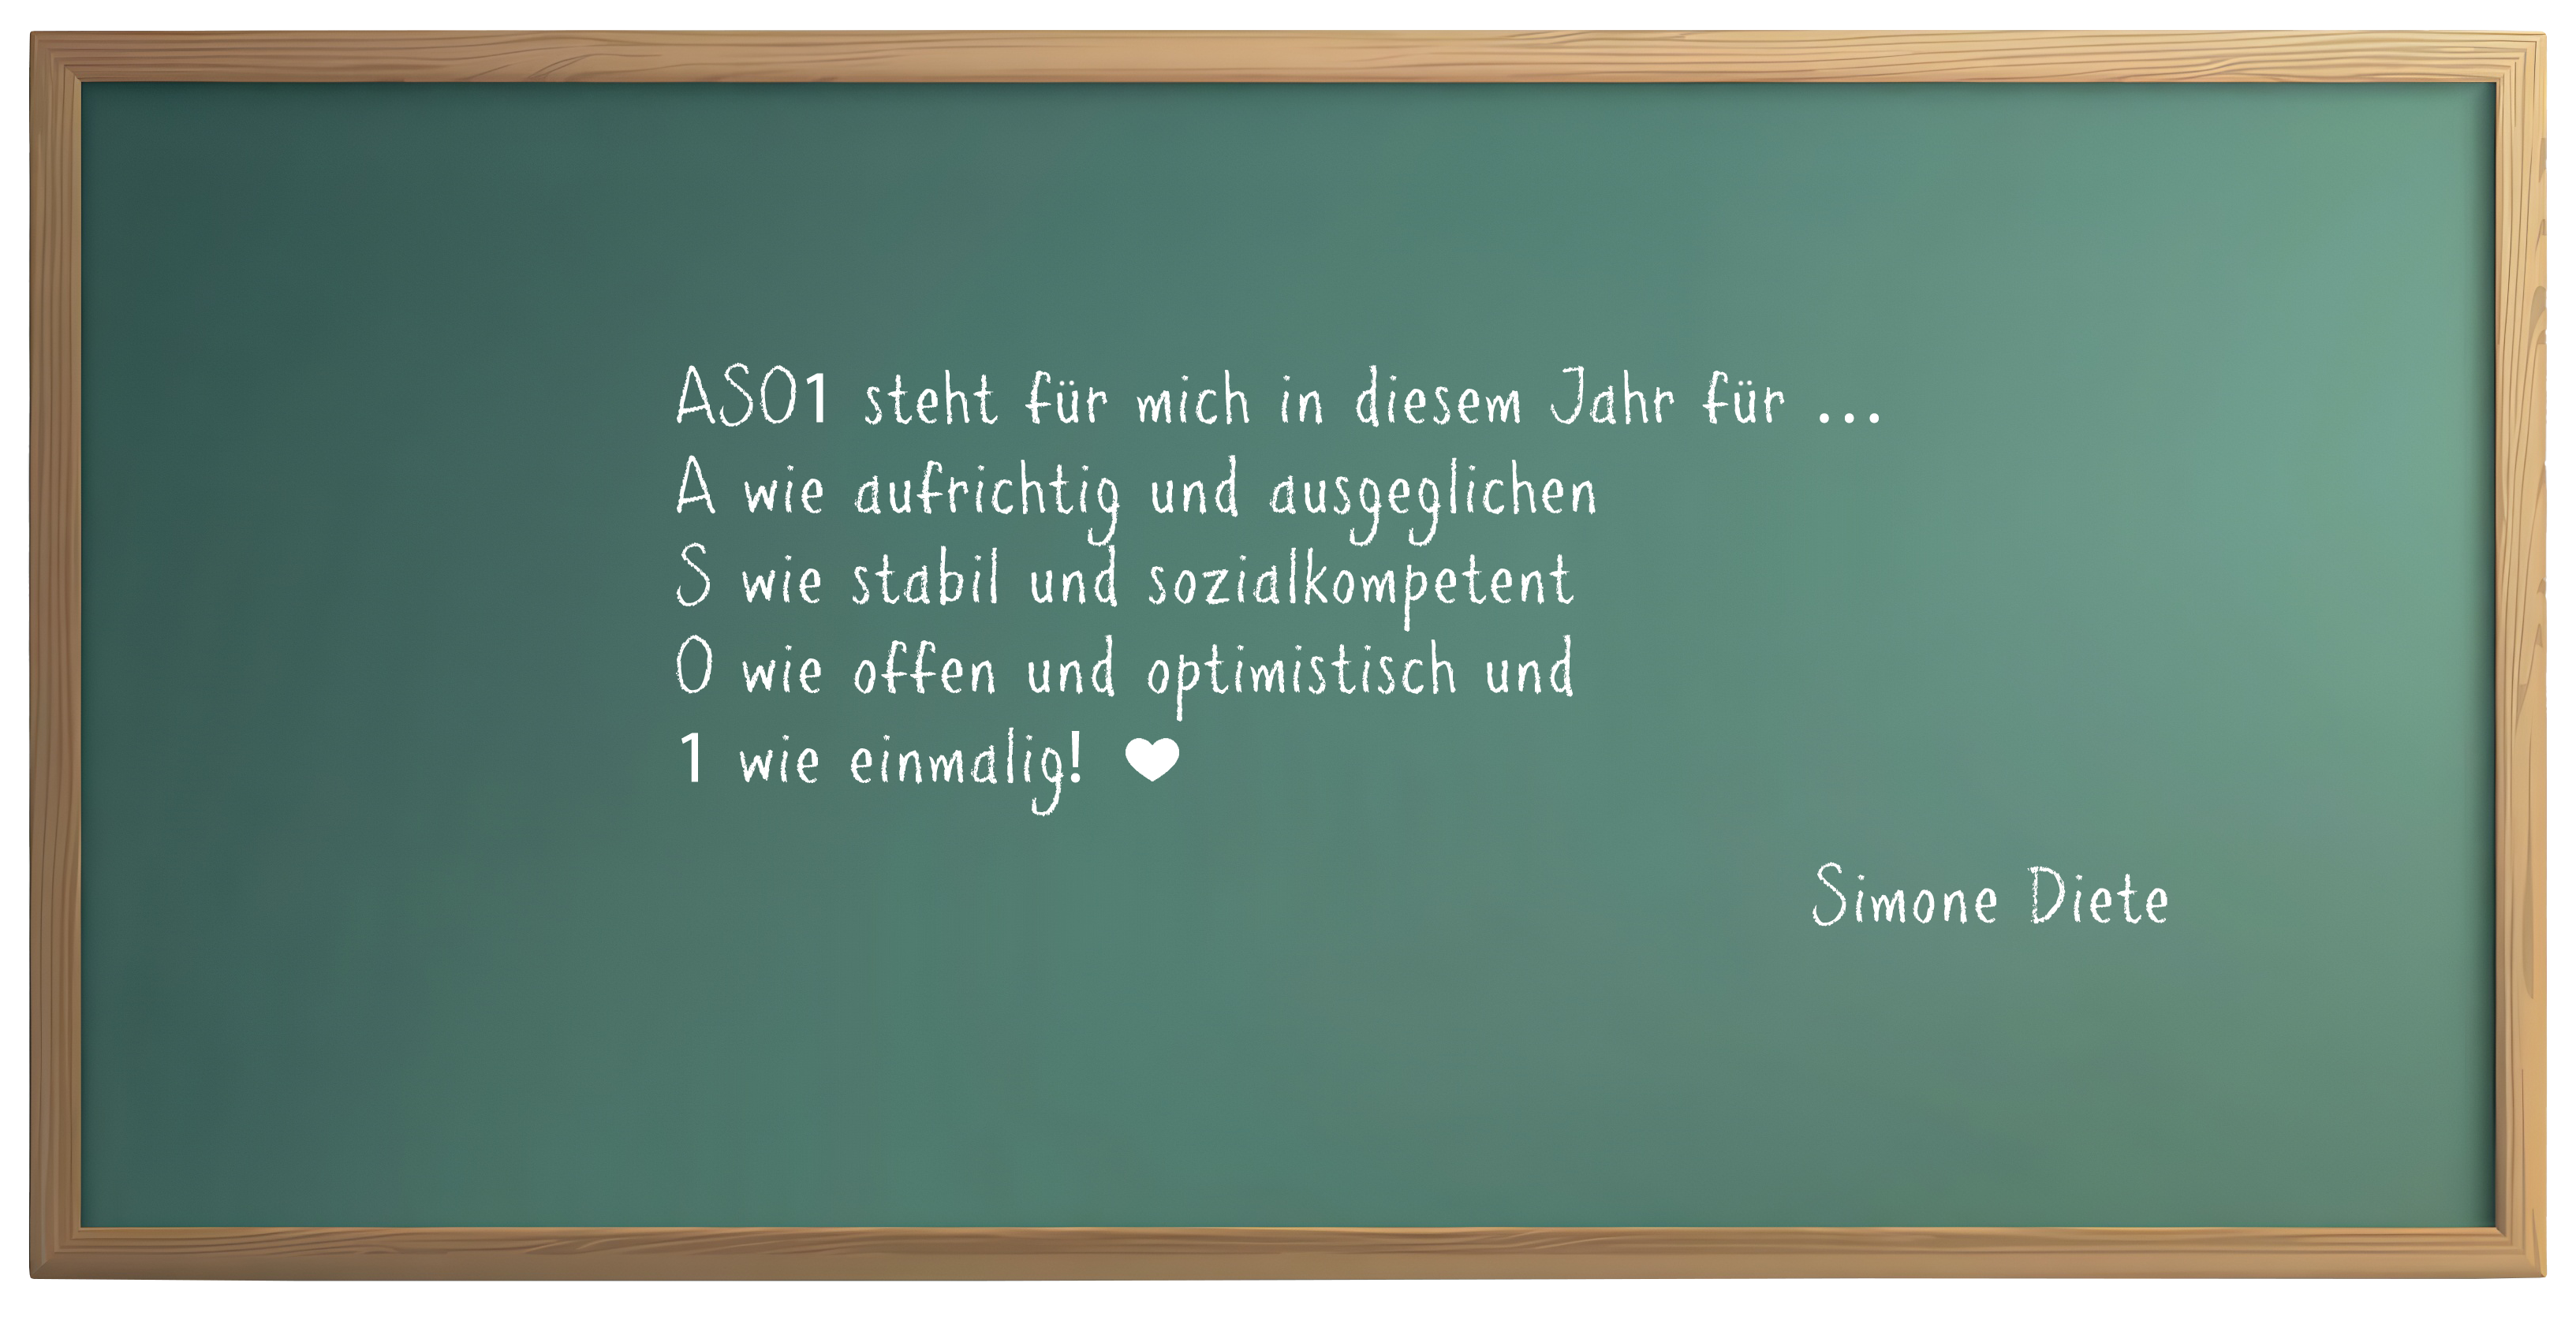 ASO1 steht für mich in diesem Jahr für ...
A wie aufrichtig und ausgeglichen
S wie stabil und sozialkompetent
O wie offen und optimistisch und
1 wie einmalig! ♥
Simone Diete